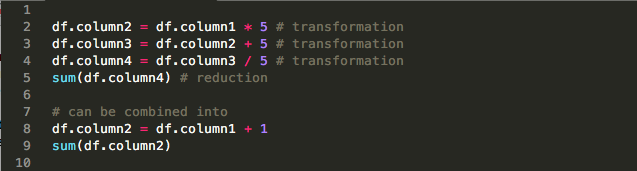 1
2 df.column2 = df.column1 * 5 # transformation
3 df.column3 = df.column2 + 5 # transformation
4 df.column4 = df.column3 / 5 # transformation
5 sum(df.column4) # reduction
6
7 # can be combined into
8 df.column2 = df.column1 + 1
9 sum(df.column2)
10